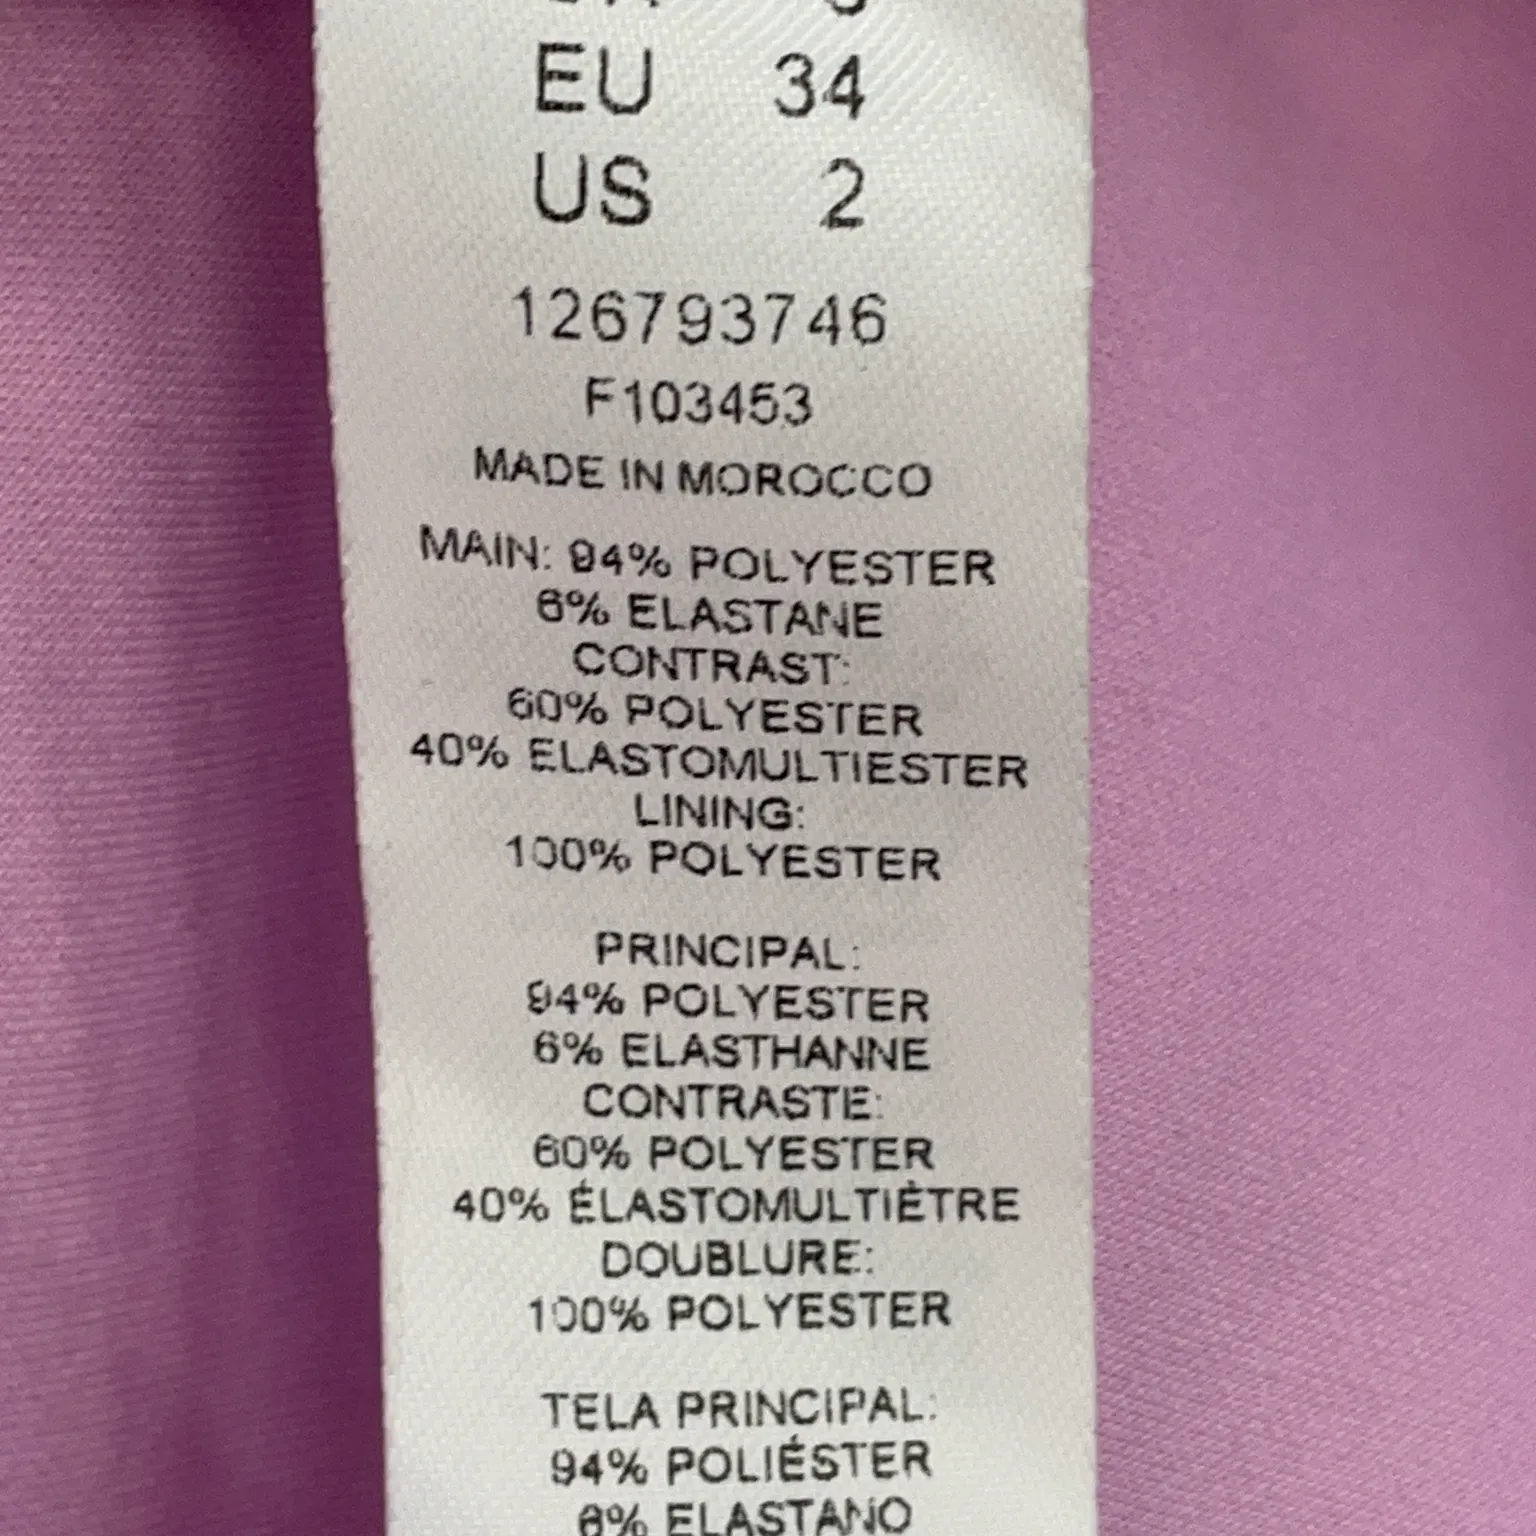 EU 34
US 2
126793746
F103453
MADE IN MOROCCO
MAIN: 94% POLYESTER
6% ELASTANE
CONTRAST:
60% POLYESTER
40% ELASTOMULTIESTER
LINING:
100% POLYESTER
PRINCIPAL:
94% POLYESTER
6% ELASTHANNE
CONTRASTE:
60% POLYESTER
40% ÉLASTOMULTIÈTRE
DOUBLURE:
100% POLYESTER
TELA PRINCIPAL:
94% POLIÉSTER
6% ELASTANO